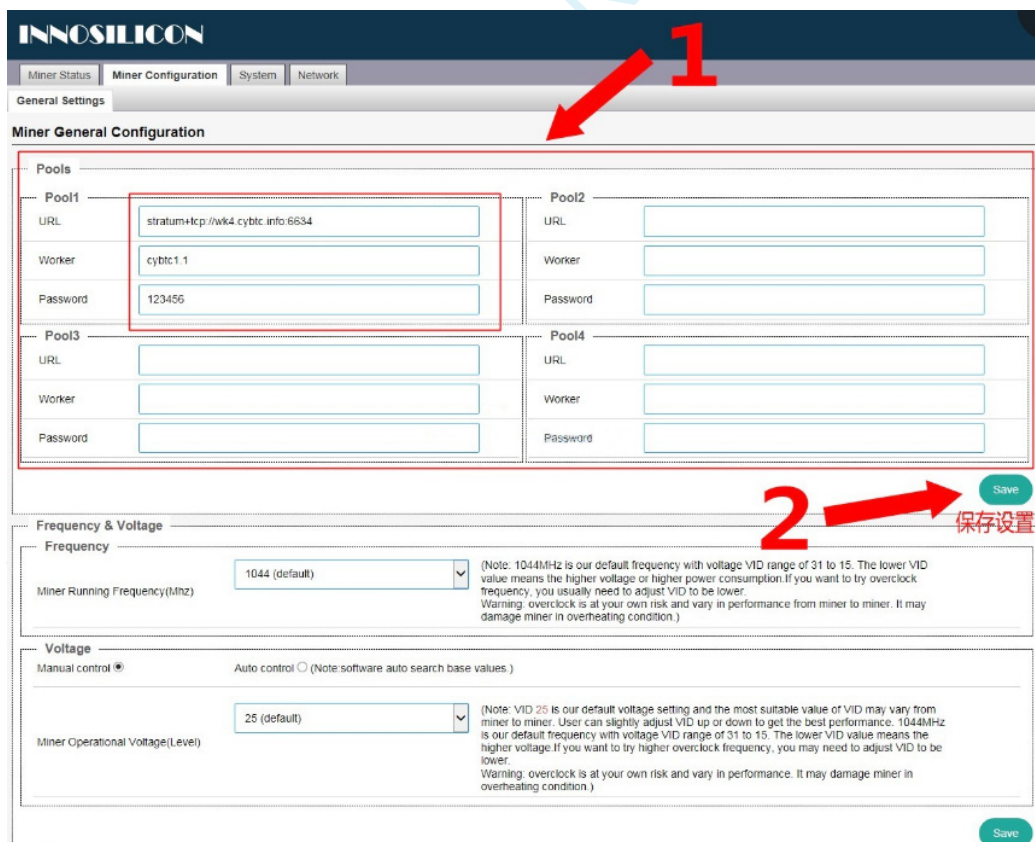 INNOSILICON
1
Miner Status Miner Configuration System Network
General Settings
Miner General Configuration
Pools
Pool1
URL stratum+tcp://wk4.cybtc.info:6634
Worker cybtc1.1
Password 123456
Pool2
URL
Worker
Password
Pool3
URL
Worker
Password
Pool4
URL
Worker
Password
Save
2
保存设置
Frequency & Voltage
Frequency
Miner Running Frequency(Mhz) 1044 (default)
(Note: 1044MHz is our default frequency with voltage VID range of 31 to 15. The lower VID
value means the higher voltage or higher power consumption.If you want to try overclock
frequency, you usually need to adjust VID to be lower.
Warning: overclock is at your own risk and vary in performance from miner to miner. It may
damage miner in overheating condition.)
Voltage
Manual control Auto control (Note:software auto search base values.)
Miner Operational Voltage(Level) 25 (default)
(Note: VID 25 is our default voltage setting and the most suitable value of VID may vary from
miner to miner. User can slightly adjust VID up or down to get the best performance. 1044MHz
is our default frequency with voltage VID range of 31 to 15. The lower VID value means the
higher voltage.If you want to try higher overclock frequency, you may need to adjust VID to be
lower.
Warning: overclock is at your own risk and vary in performance. It may damage miner in
overheating condition.)
Save